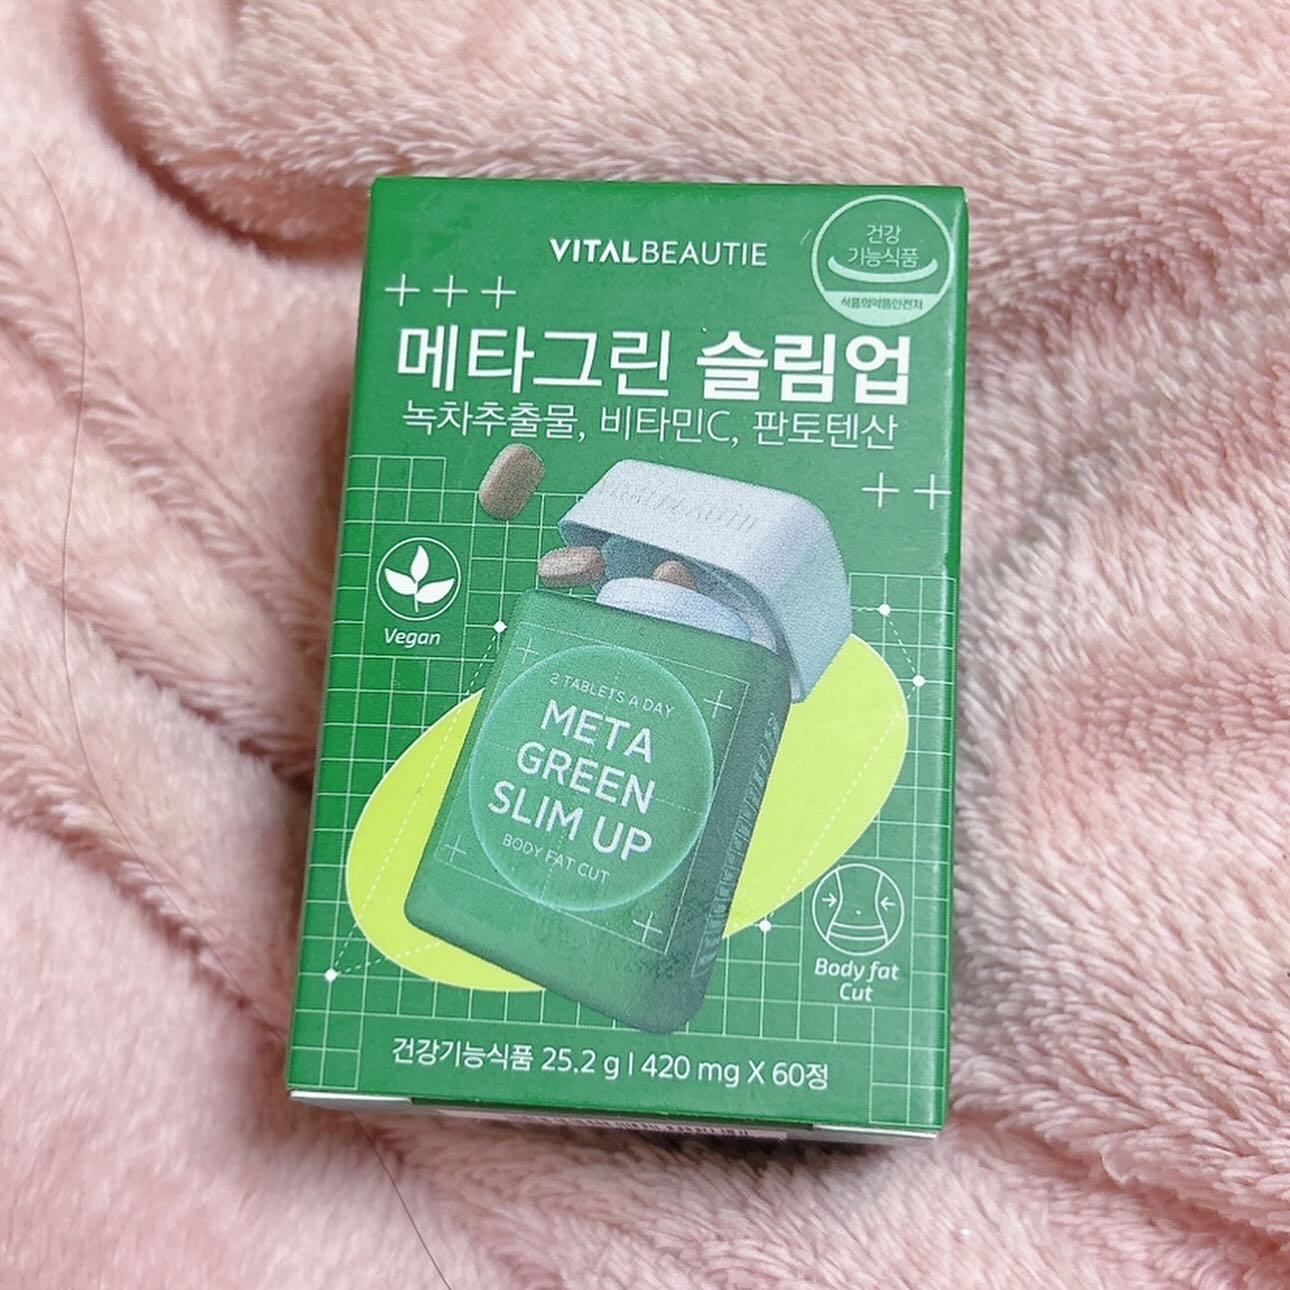 VITALBEAUTIE
건강
기능식품
식품의약품안전처
메타그린 슬림업
녹차추출물, 비타민C, 판토텐산
Vegan
2 TABLETS A DAY
META
GREEN
SLIM UP
BODY FAT CUT
Body fat
Cut
건강기능식품 25.2 g | 420 mg X 60정